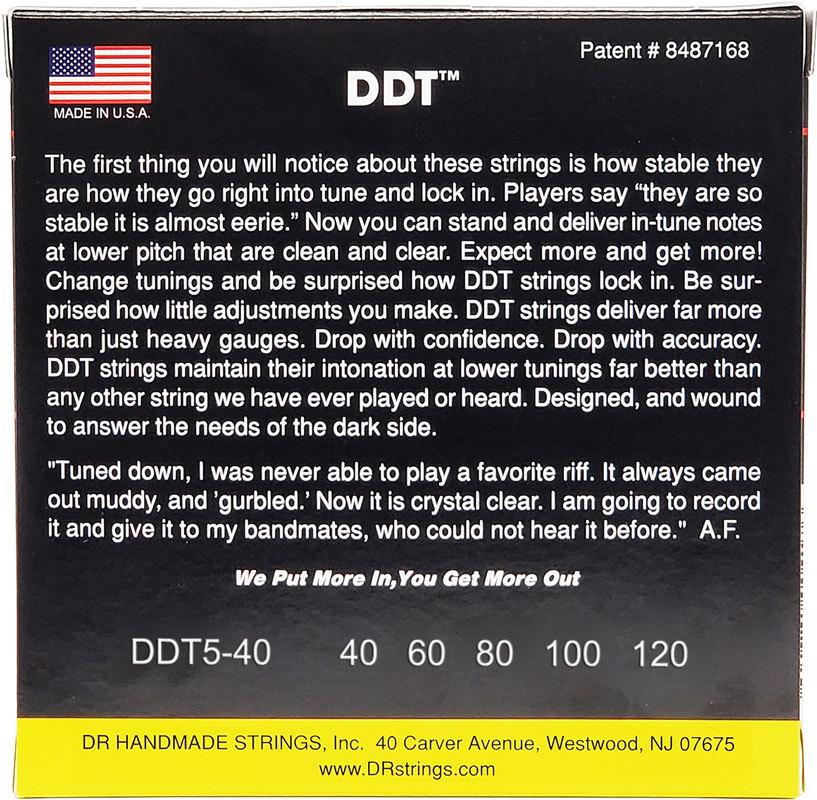 Patent # 8487168
MADE IN U.S.A.
DDT™
The first thing you will notice about these strings is how stable they
are how they go right into tune and lock in. Players say “they are so
stable it is almost eerie.” Now you can stand and deliver in-tune notes
at lower pitch that are clean and clear. Expect more and get more!
Change tunings and be surprised how DDT strings lock in. Be sur-
prised how little adjustments you make. DDT strings deliver far more
than just heavy gauges. Drop with confidence. Drop with accuracy.
DDT strings maintain their intonation at lower tunings far better than
any other string we have ever played or heard. Designed, and wound
to answer the needs of the dark side.
"Tuned down, I was never able to play a favorite riff. It always came
out muddy, and 'gurbled.' Now it is crystal clear. I am going to record
it and give it to my bandmates, who could not hear it before." A.F.
We Put More In,You Get More Out
DDT5-40 40 60 80 100 120
DR HANDMADE STRINGS, Inc. 40 Carver Avenue, Westwood, NJ 07675
www.DRstrings.com